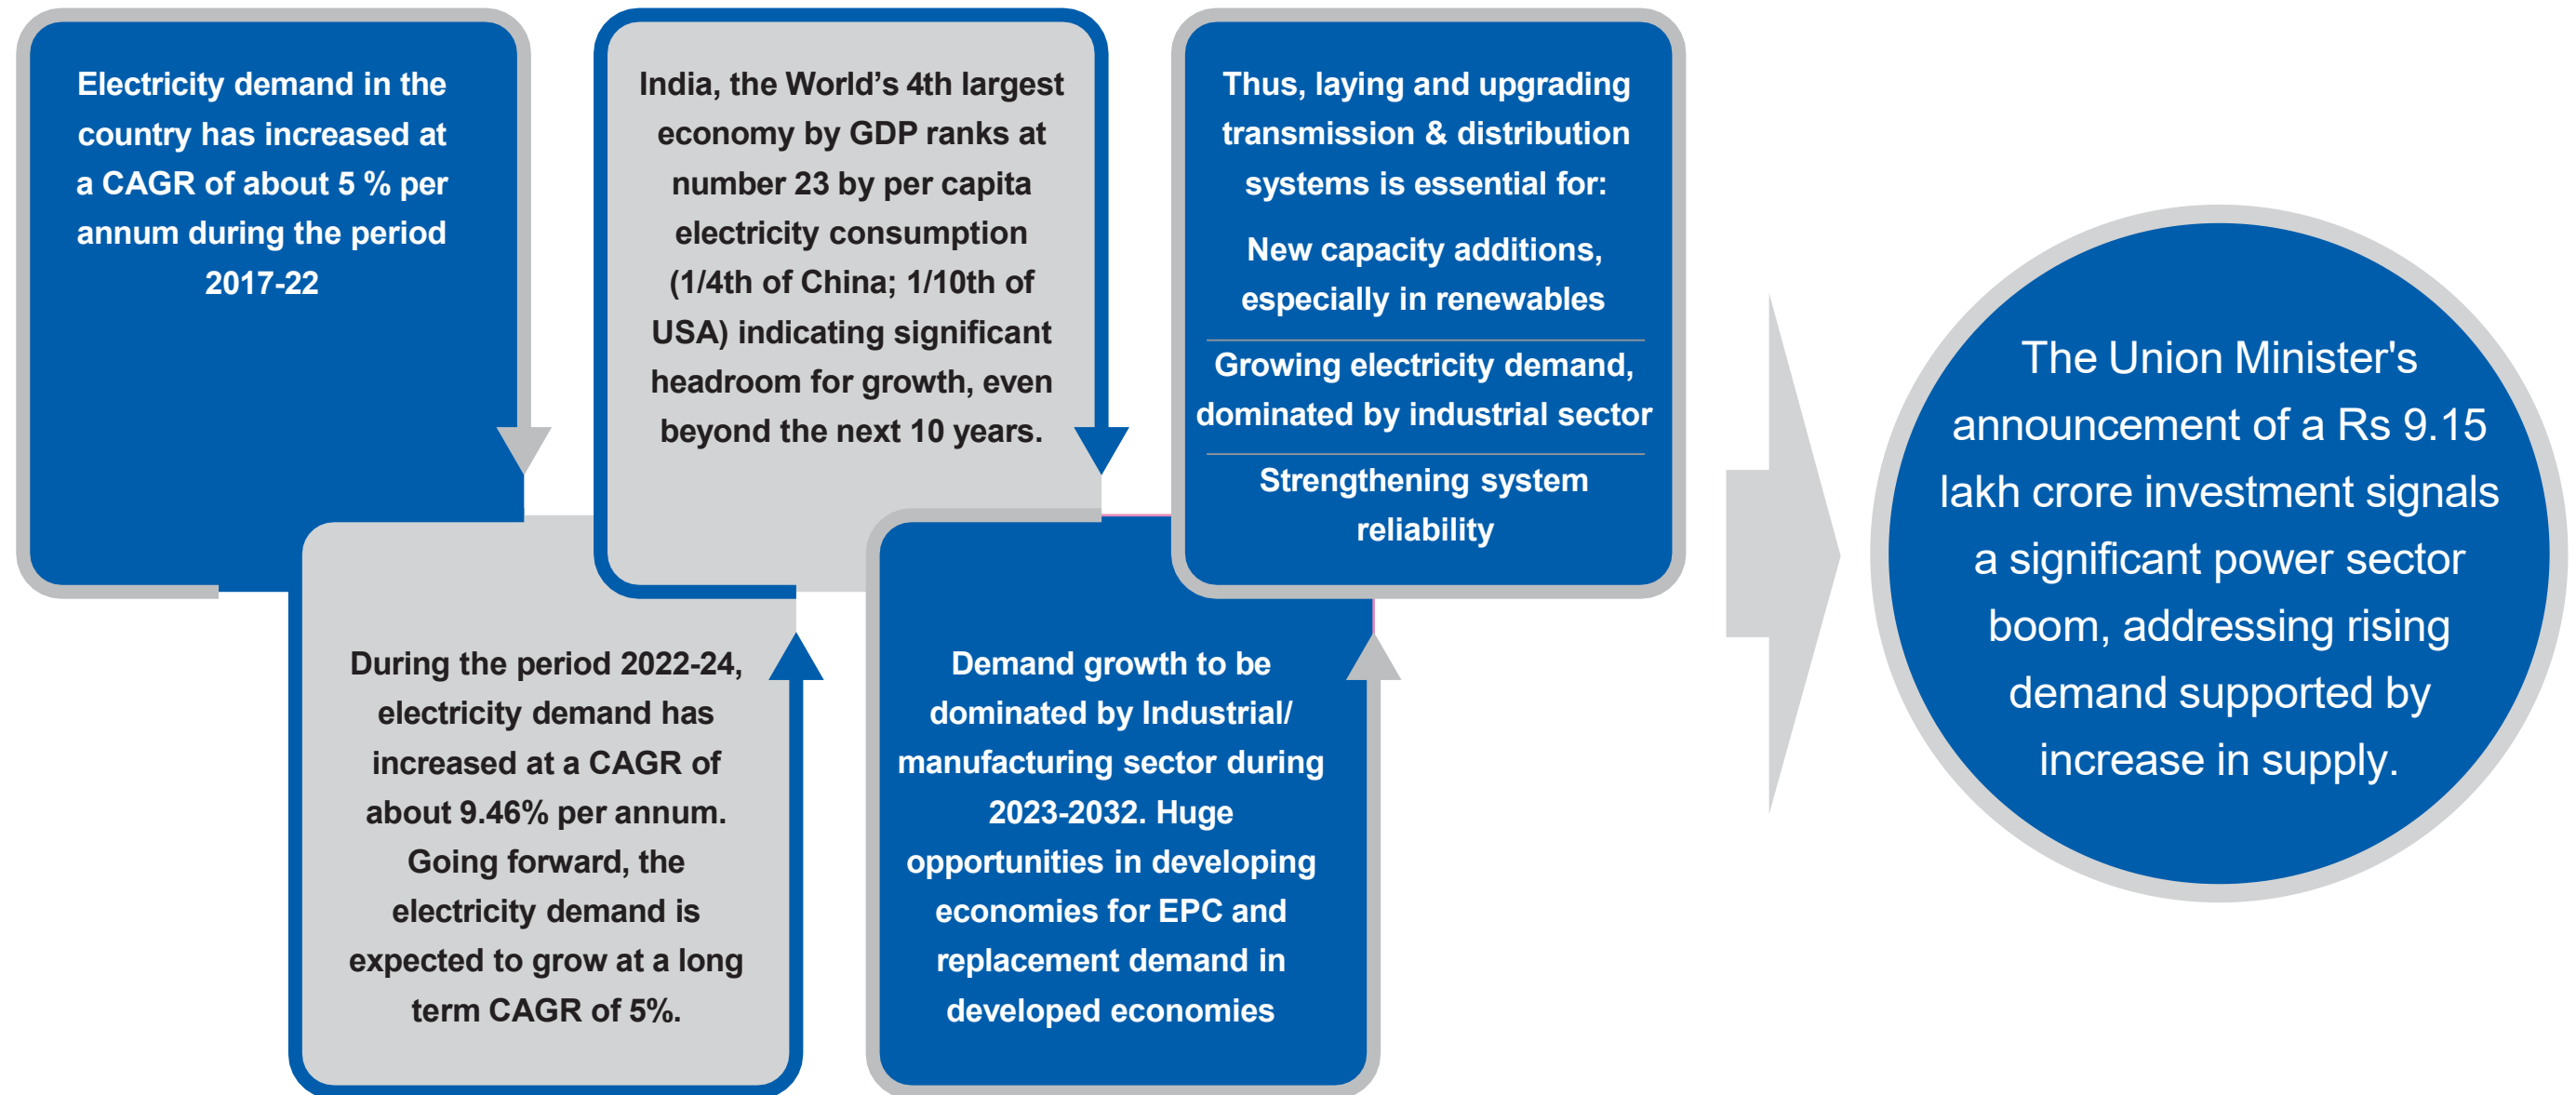 Electricity demand in the
country has increased at
a CAGR of about 5 % per
annum during the period
2017-22
During the period 2022-24,
electricity demand has
increased at a CAGR of
about 9.46% per annum.
Going forward, the
electricity demand is
expected to grow at a long
term CAGR of 5%.
India, the World’s 4th largest
economy by GDP ranks at
number 23 by per capita
electricity consumption
(1/4th of China; 1/10th of
USA) indicating significant
headroom for growth, even
beyond the next 10 years.
Demand growth to be
dominated by Industrial/
manufacturing sector during
2023-2032. Huge
opportunities in developing
economies for EPC and
replacement demand in
developed economies
Thus, laying and upgrading
transmission & distribution
systems is essential for:
New capacity additions,
especially in renewables
Growing electricity demand,
dominated by industrial sector
Strengthening system
reliability
The Union Minister's
announcement of a Rs 9.15
lakh crore investment signals
a significant power sector
boom, addressing rising
demand supported by
increase in supply.